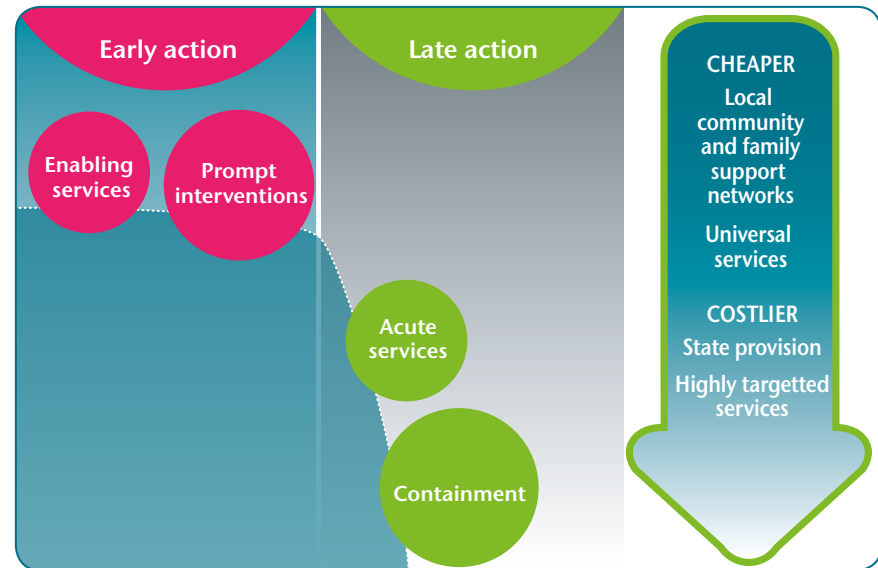 Early action
Late action
Enabling
services
Prompt
interventions
Acute
services
Containment
CHEAPER
Local
community
and family
support
networks
Universal
services
COSTLIER
State provision
Highly targetted
services